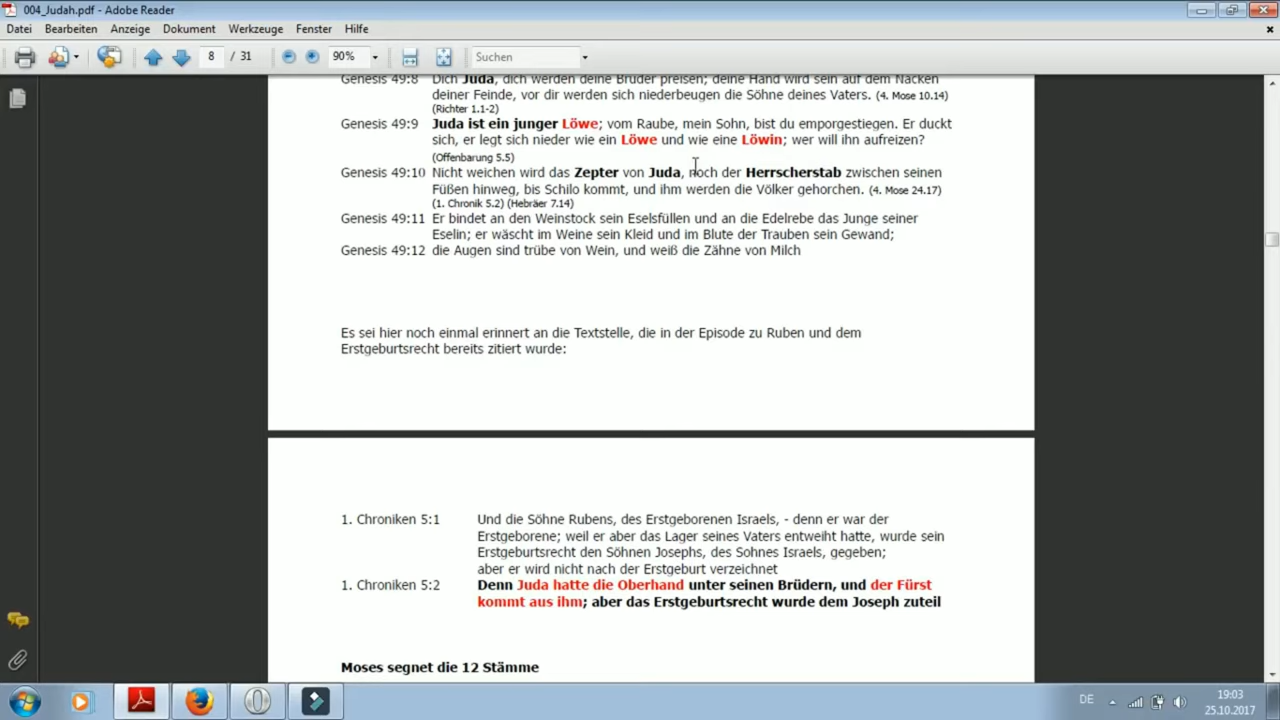 004_Judah.pdf - Adobe Reader
Datei Bearbeiten Anzeige Dokument Werkzeuge Fenster Hilfe
8 / 31 90% Suchen
Genesis 49:8 Dich Juda, dich werden deine Brüder preisen; deine Hand wird sein auf dem Nacken
deiner Feinde, vor dir werden sich niederbeugen die Söhne deines Vaters. (4. Mose 10.14)
(Richter 1.1-2)
Genesis 49:9 Juda ist ein junger Löwe; vom Raube, mein Sohn, bist du emporgestiegen. Er duckt
sich, er legt sich nieder wie ein Löwe und wie eine Löwin; wer will ihn aufreizen?
(Offenbarung 5.5)
Genesis 49:10 Nicht weichen wird das Zepter von Juda, noch der Herrscherstab zwischen seinen
Füßen hinweg, bis Schilo kommt, und ihm werden die Völker gehorchen. (4. Mose 24.17)
(1. Chronik 5.2) (Hebräer 7.14)
Genesis 49:11 Er bindet an den Weinstock sein Eselsfüllen und an die Edelrebe das Junge seiner
Eselin; er wäscht im Weine sein Kleid und im Blute der Trauben sein Gewand;
Genesis 49:12 die Augen sind trübe von Wein, und weiß die Zähne von Milch
Es sei hier noch einmal erinnert an die Textstelle, die in der Episode zu Ruben und dem
Erstgeburtsrecht bereits zitiert wurde:
1. Chroniken 5:1 Und die Söhne Rubens, des Erstgeborenen Israels, - denn er war der
Erstgeborene; weil er aber das Lager seines Vaters entweiht hatte, wurde sein
Erstgeburtsrecht den Söhnen Josephs, des Sohnes Israels, gegeben;
aber er wird nicht nach der Erstgeburt verzeichnet
1. Chroniken 5:2 Denn Juda hatte die Oberhand unter seinen Brüdern, und der Fürst
kommt aus ihm; aber das Erstgeburtsrecht wurde dem Joseph zuteil
Moses segnet die 12 Stämme
DE 19:03
25.10.2017